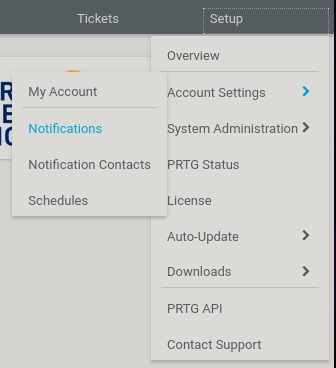 Tickets
Setup
Overview
Account Settings
System Administration
PRTG Status
License
Auto-Update
Downloads
PRTG API
Contact Support
My Account
Notifications
Notification Contacts
Schedules